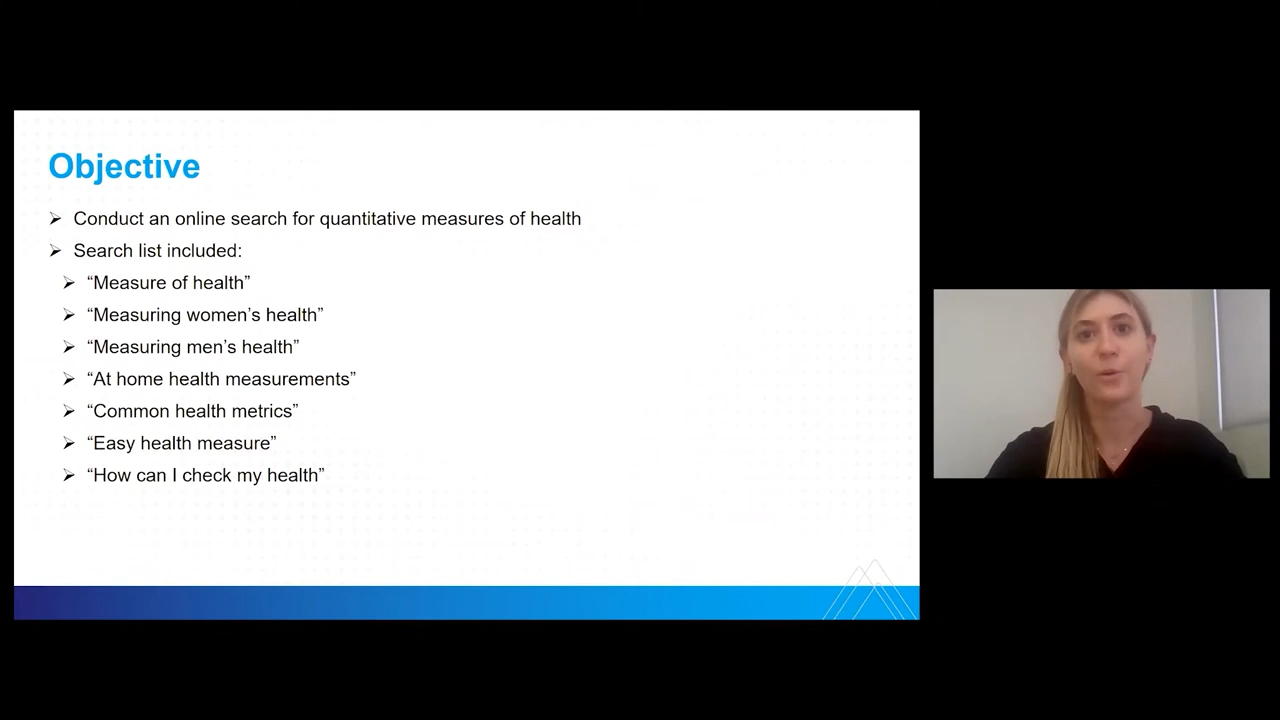 Objective
➢ Conduct an online search for quantitative measures of health
➢ Search list included:
➢ “Measure of health”
➢ “Measuring women’s health”
➢ “Measuring men’s health”
➢ “At home health measurements”
➢ “Common health metrics”
➢ “Easy health measure”
➢ “How can I check my health”